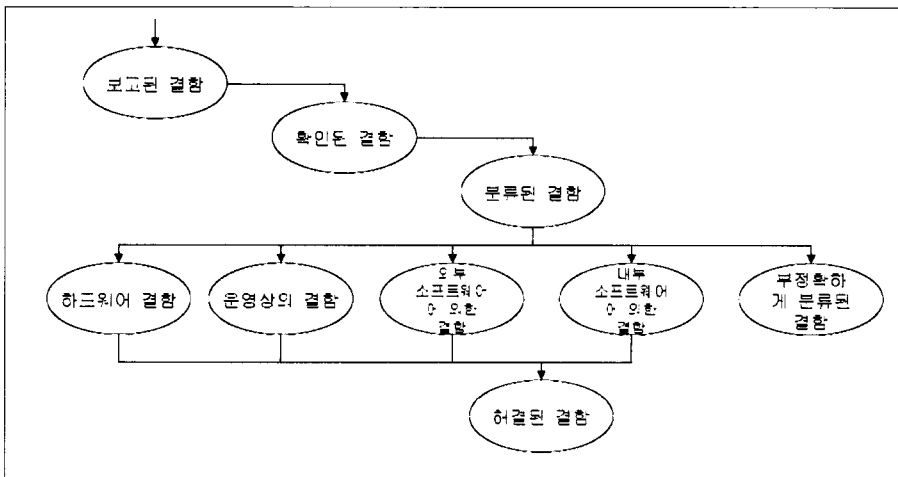 보고된 결함
확인된 결함
분류된 결함
하드웨어 결함
운영상의 결함
외부
소프트웨어
에 의한
결함
내부
소프트웨어
에 의한
결함
부정확하
게 분류된
결함
해결된 결함